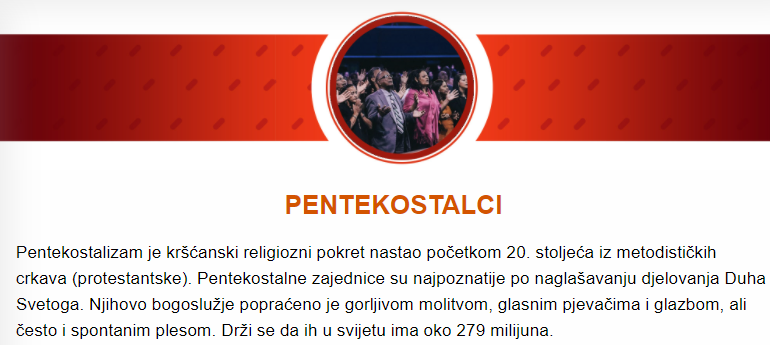 PENTEKOSTALCI
Pentekostalizam je kršćanski religiozni pokret nastao početkom 20. stoljeća iz metodističkih
crkava (protestantske). Pentekostalne zajednice su najpoznatije po naglašavanju djelovanja Duha
Svetoga. Njihovo bogoslužje popraćeno je gorljivom molitvom, glasnim pjevačima i glazbom, ali
često i spontanim plesom. Drži se da ih u svijetu ima oko 279 milijuna.